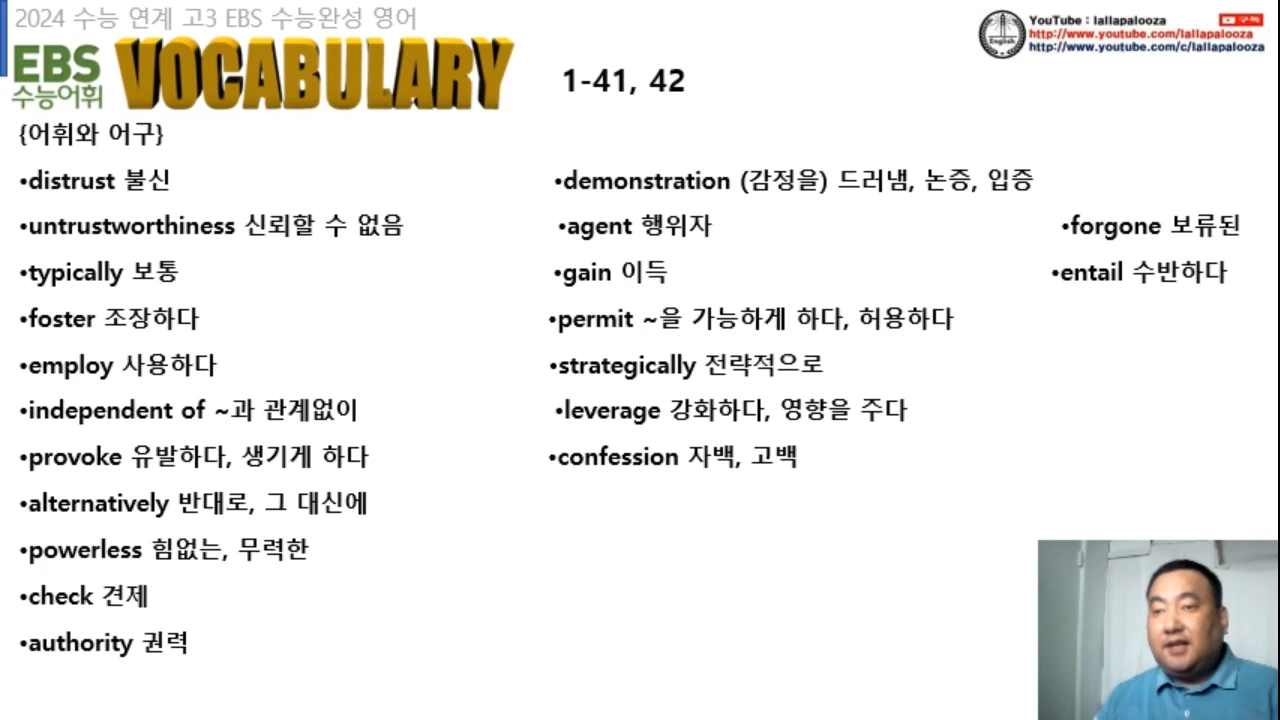 2024 수능 연계 고3 EBS 수능완성 영어
EBS 수능어휘
VOCABULARY
1-41, 42
YouTube : lallapalooza
구독
http://www.youtube.com/lallapalooza
http://www.youtube.com/c/lallapalooza
English
{어휘와 어구}
•distrust 불신
•untrustworthiness 신뢰할 수 없음
•typically 보통
•foster 조장하다
•employ 사용하다
•independent of ~과 관계없이
•provoke 유발하다, 생기게 하다
•alternatively 반대로, 그 대신에
•powerless 힘없는, 무력한
•check 견제
•authority 권력
•demonstration (감정을) 드러냄, 논증, 입증
•agent 행위자
•gain 이득
•permit ~을 가능하게 하다, 허용하다
•strategically 전략적으로
•leverage 강화하다, 영향을 주다
•confession 자백, 고백
•forgone 보류된
•entail 수반하다